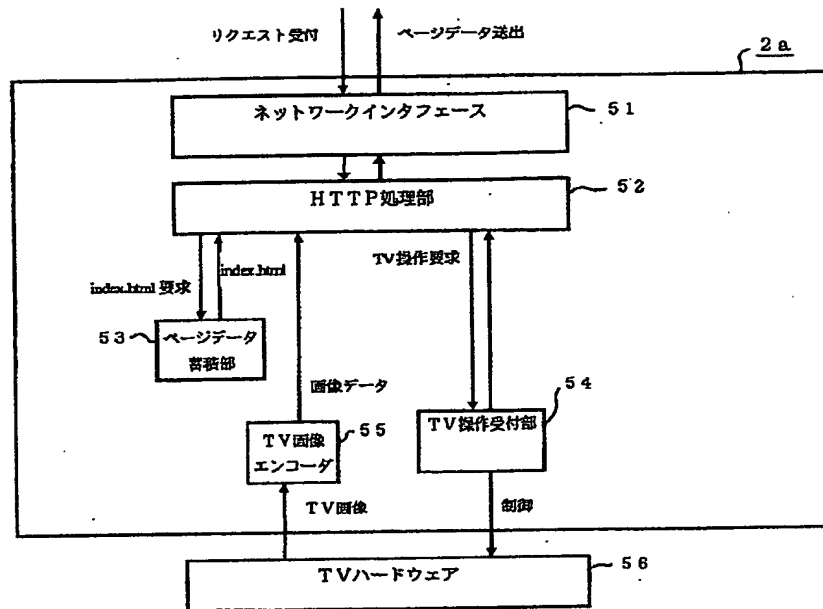 リクエスト受付
ページデータ送出
2a
ネットワークインタフェース
51
HTTP処理部
52
index.html 要求
index.html
TV操作要求
53
ページデータ
蓄積部
画像データ
54
TV操作受付部
55
TV画像
エンコーダ
TV画像
制御
TVハードウェア
56